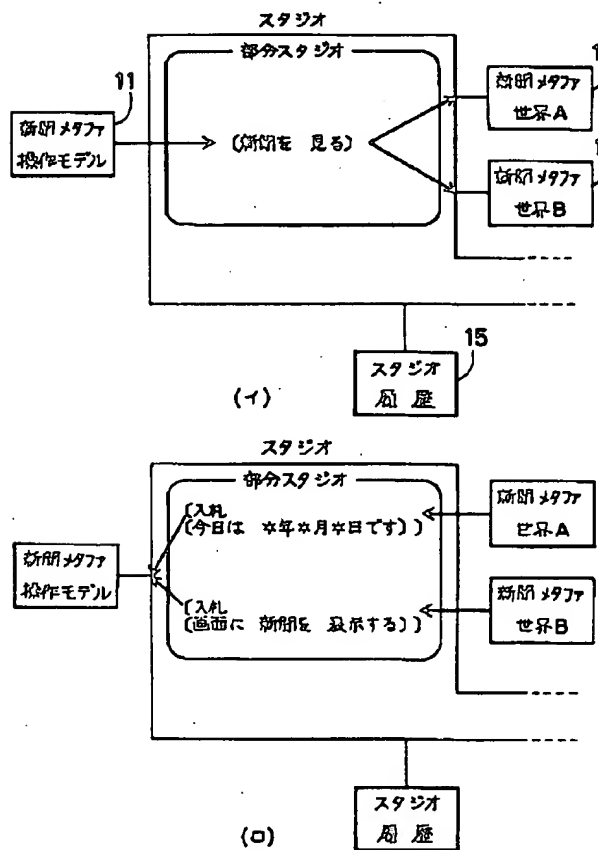 スタジオ
部分スタジオ
11
新聞メタファ
操作モデル
(新聞を 見る)
新聞メタファ
世界A
新聞メタファ
世界B
15
スタジオ
履歴
(イ)
スタジオ
部分スタジオ
(入札
(今日は *年*月*日です))
新聞メタファ
操作モデル
(入札
(画面に 新聞を 表示する))
新聞メタファ
世界A
新聞メタファ
世界B
スタジオ
履歴
(ロ)